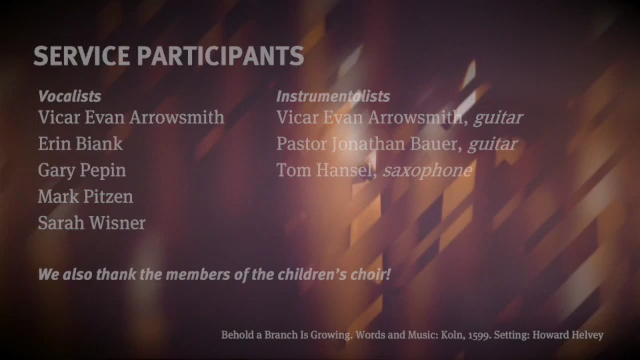 SERVICE PARTICIPANTS
Vocalists
Vicar Evan Arrowsmith
Erin Biank
Gary Pepin
Mark Pitzen
Sarah Wisner
Instrumentalists
Vicar Evan Arrowsmith, guitar
Pastor Jonathan Bauer, guitar
Tom Hansel, saxophone
We also thank the members of the children's choir!
Behold a Branch Is Growing. Words and Music: Koln, 1599. Setting: Howard Helvey